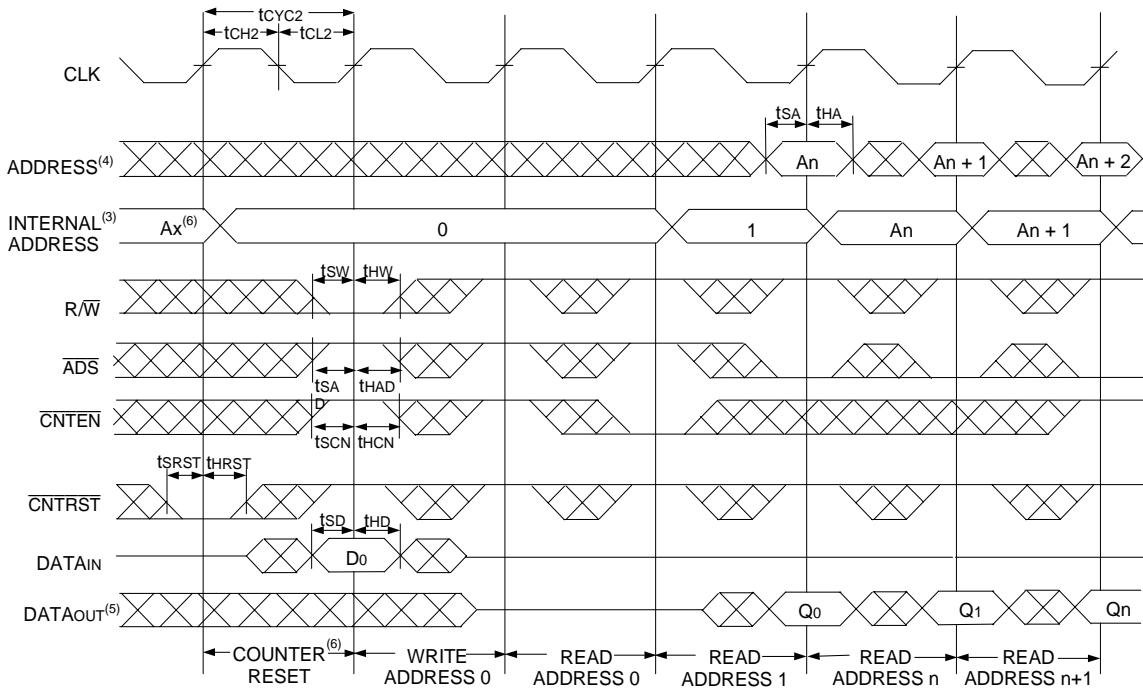 tCYC2
tCH2 tCL2
CLK
tSA tHA
ADDRESS(4) An An + 1 An + 2
INTERNAL(3)
ADDRESS
Ax(6) 0 1 An An + 1
tSW tHW
R/W̅
A̅D̅S̅
tSA
D
tHAD
C̅N̅T̅E̅N̅
tSCN tHCN
tSRST tHRST
C̅N̅T̅R̅S̅T̅
tSD tHD
DATAIN D0
DATAOUT(5) Q0 Q1 Qn
COUNTER(6)
RESET
WRITE
ADDRESS 0
READ
ADDRESS 0
READ
ADDRESS 1
READ
ADDRESS n
READ
ADDRESS n+1